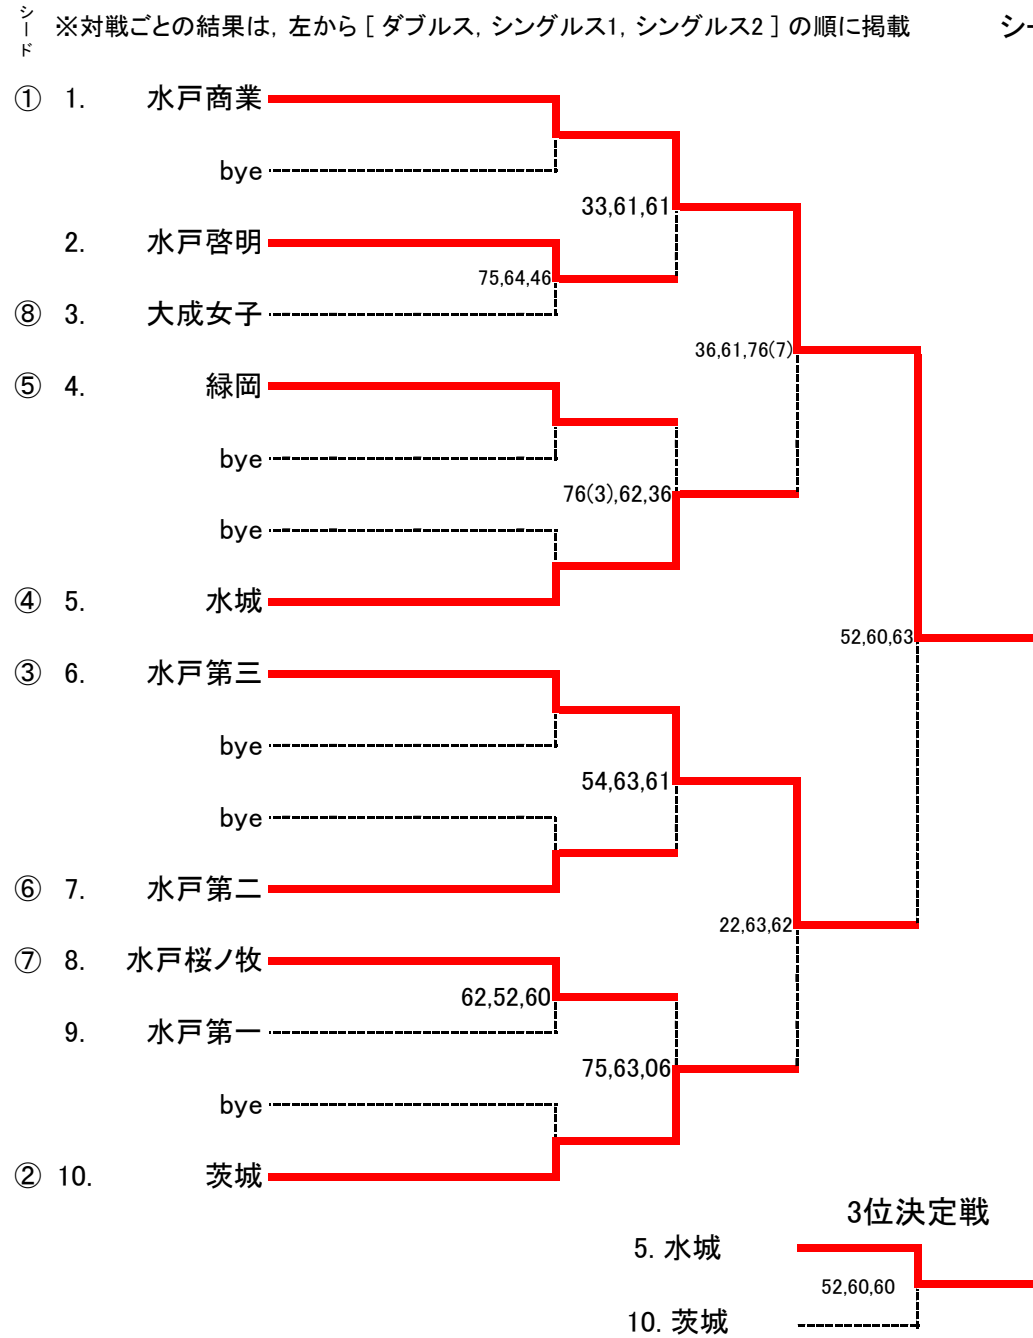 シード ※対戦ごとの結果は, 左から [ ダブルス, シングルス1, シングルス2 ] の順に掲載 シー
① 1. 水戸商業
bye
33,61,61
2. 水戸啓明
75,64,46
⑧ 3. 大成女子
36,61,76(7)
⑤ 4. 緑岡
bye
76(3),62,36
bye
④ 5. 水城
52,60,63
③ 6. 水戸第三
bye
54,63,61
bye
⑥ 7. 水戸第二
22,63,62
⑦ 8. 水戸桜ノ牧
62,52,60
9. 水戸第一
75,63,06
bye
② 10. 茨城
3位決定戦
5. 水城
52,60,60
10. 茨城